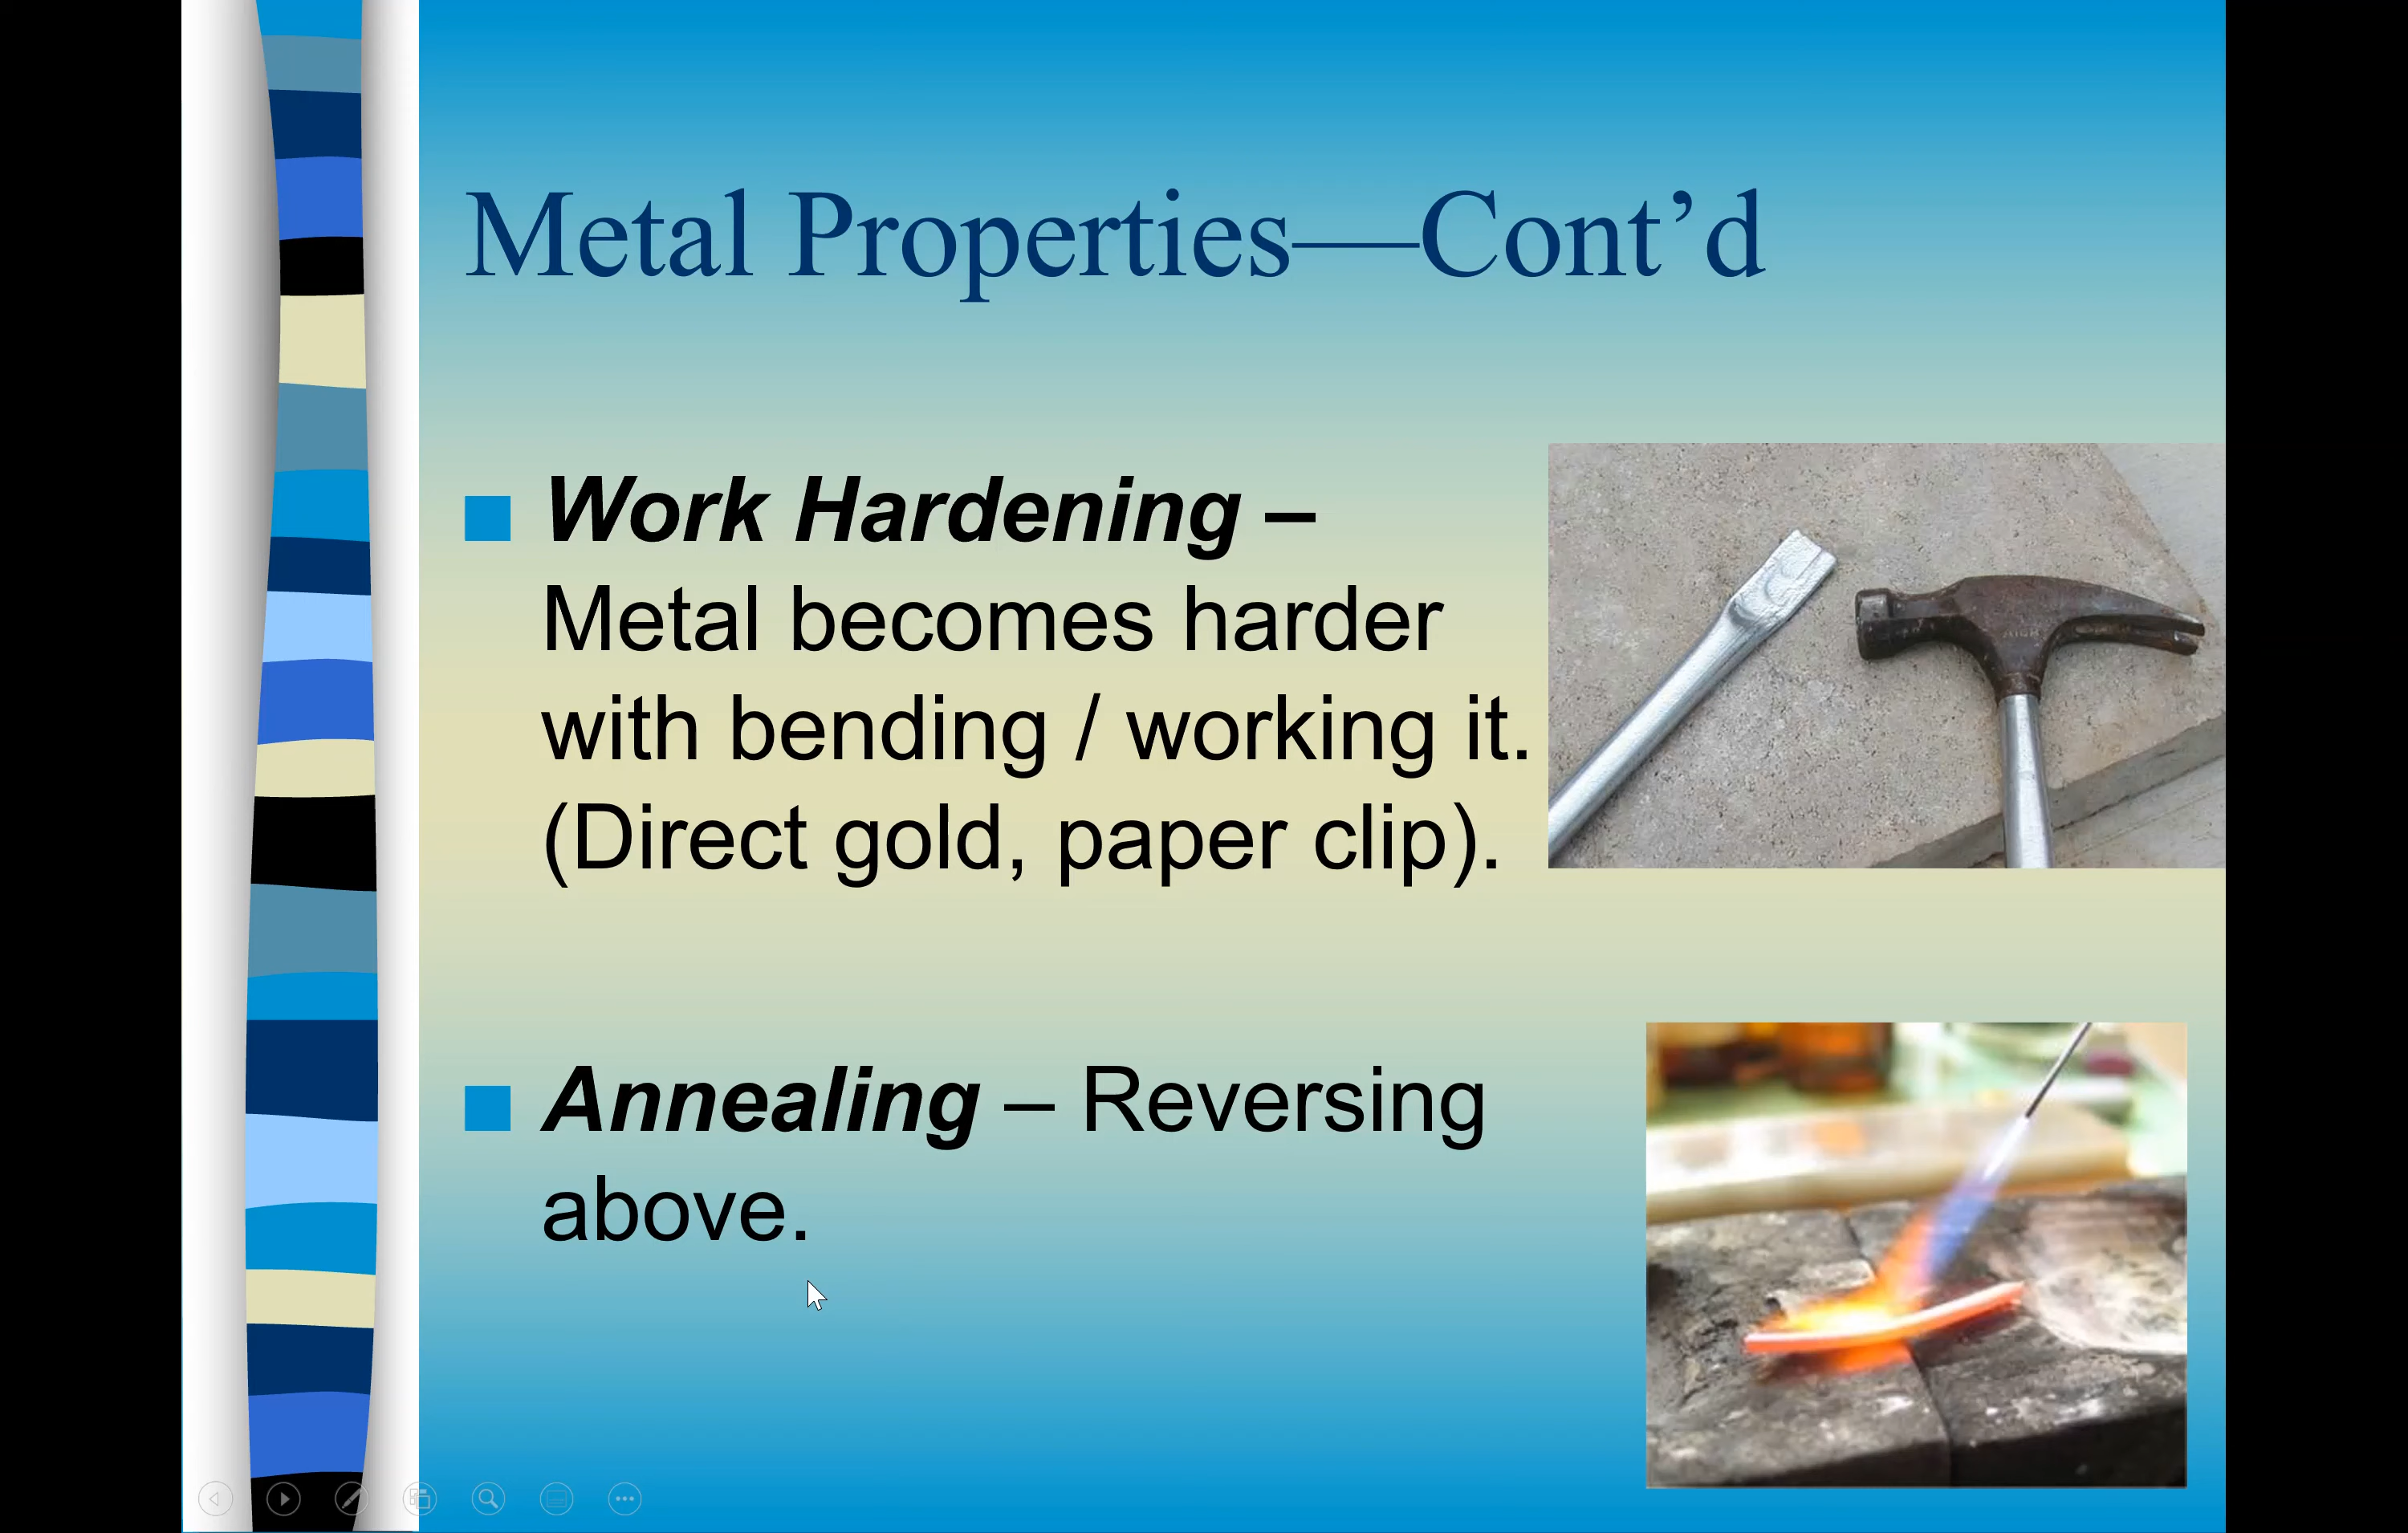 Metal Properties—Cont’d
Work Hardening –
Metal becomes harder
with bending / working it.
(Direct gold, paper clip).
Annealing – Reversing
above.